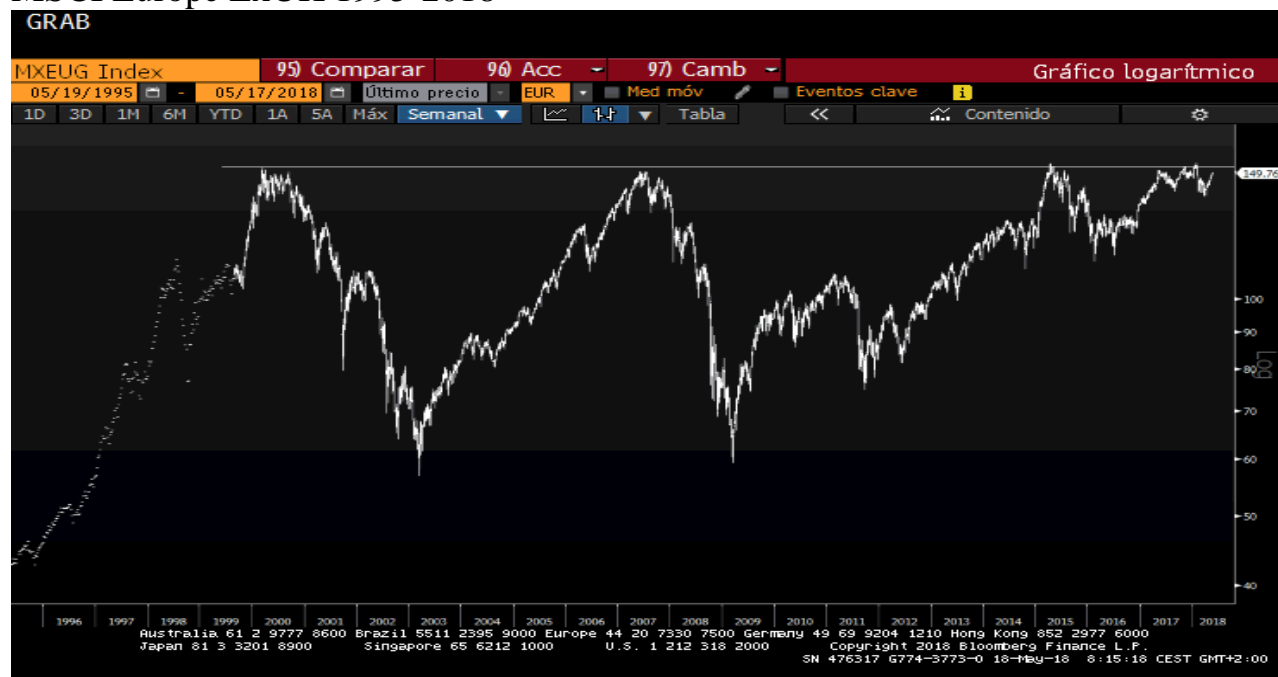 MSCI Europe ExUK 1995-2018
GRAB
MXEUG Index 95) Comparar 96) Acc 97) Camb Gráfico logarítmico
05/19/1995 - 05/17/2018 Último precio EUR Med móv Eventos clave i
1D 3D 1M 6M YTD 1A 5A Máx Semanal ▼ ▼ Tabla << Contenido
149.76
100
90
80
Log
70
60
50
40
1996 1997 1998 1999 2000 2001 2002 2003 2004 2005 2006 2007 2008 2009 2010 2011 2012 2013 2014 2015 2016 2017 2018
Australia 61 2 9777 8600 Brazil 5511 2395 9000 Europe 44 20 7330 7500 Germany 49 69 9204 1210 Hong Kong 852 2977 6000
Japan 81 3 3201 8900 Singapore 65 6212 1000 U.S. 1 212 318 2000 Copyright 2018 Bloomberg Finance L.P.
SN 476317 G774-3773-0 18-May-18 8:15:18 CEST GMT+2:00